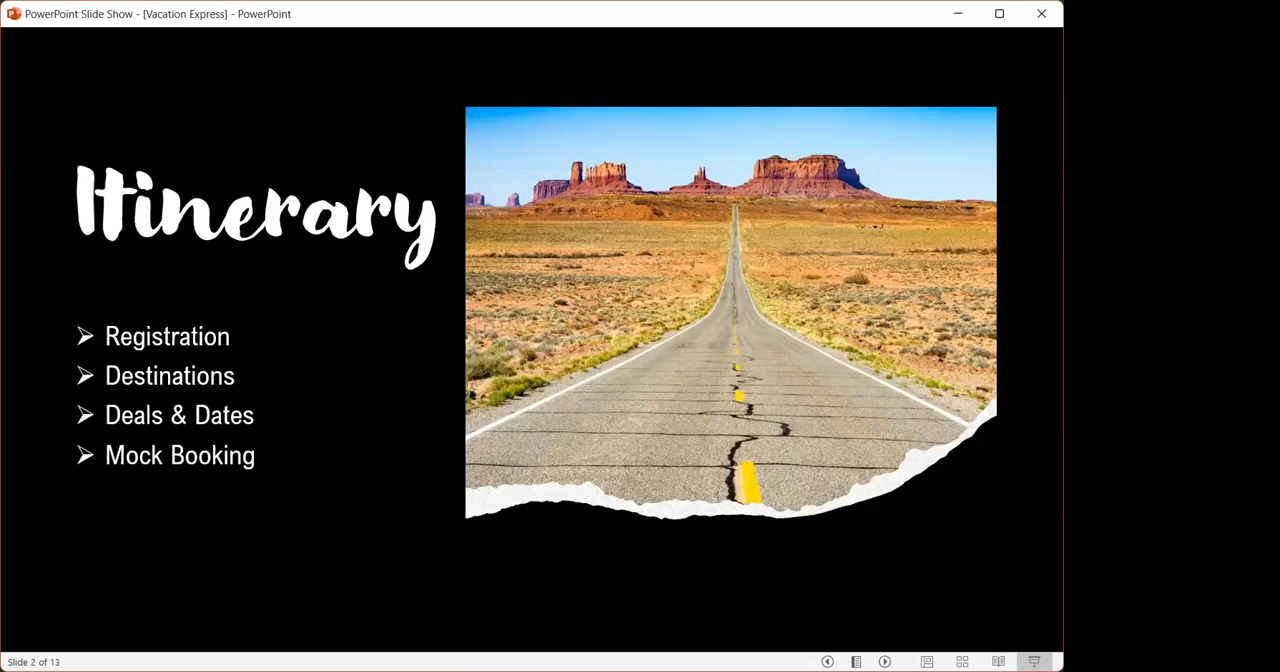 PowerPoint Slide Show - [Vacation Express] - PowerPoint
Itinerary
Registration
Destinations
Deals & Dates
Mock Booking
Slide 2 of 13